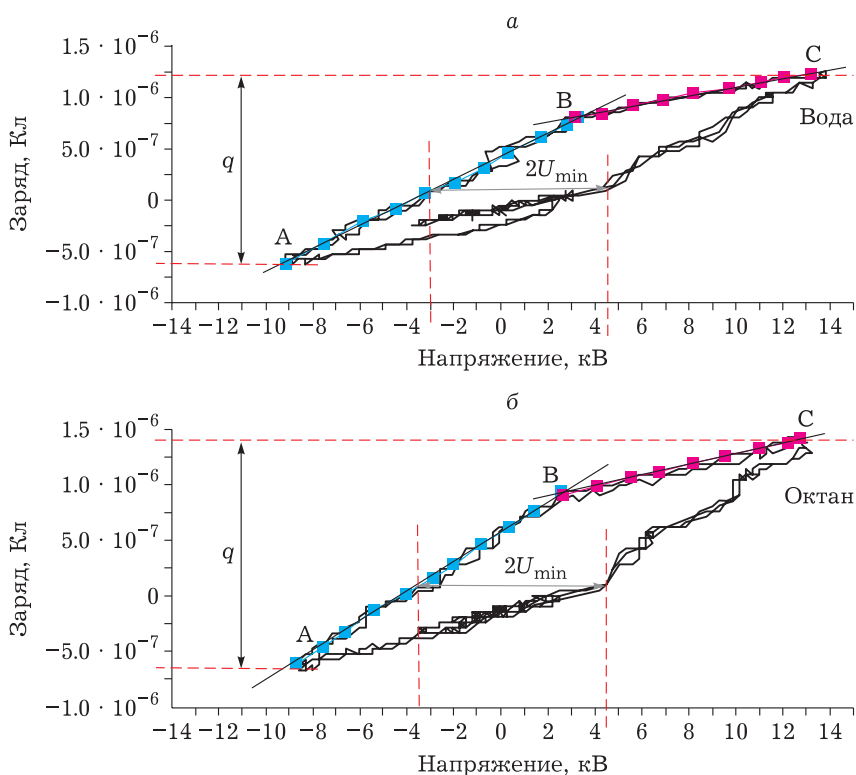 а
1.5 · 10⁻⁶
1.0 · 10⁻⁶
5.0 · 10⁻⁷
0
−5.0 · 10⁻⁷
−1.0 · 10⁻⁶
Заряд, Кл
q
A
B
C
Вода
2U_min
−14 −12 −10 −8 −6 −4 −2 0 2 4 6 8 10 12 14
Напряжение, кВ
б
1.5 · 10⁻⁶
1.0 · 10⁻⁶
5.0 · 10⁻⁷
0
−5.0 · 10⁻⁷
−1.0 · 10⁻⁶
Заряд, Кл
q
A
B
C
Октан
2U_min
−14 −12 −10 −8 −6 −4 −2 0 2 4 6 8 10 12 14
Напряжение, кВ